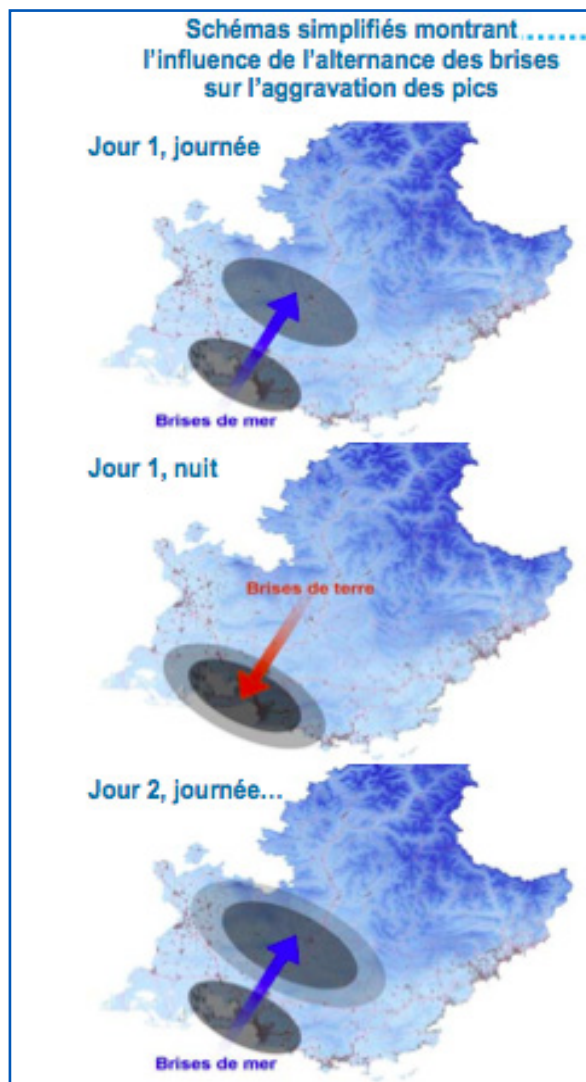 Schémas simplifiés montrant
l'influence de l'alternance des brises
sur l'aggravation des pics
Jour 1, journée
Brises de mer
Jour 1, nuit
Brises de terre
Jour 2, journée...
Brises de mer